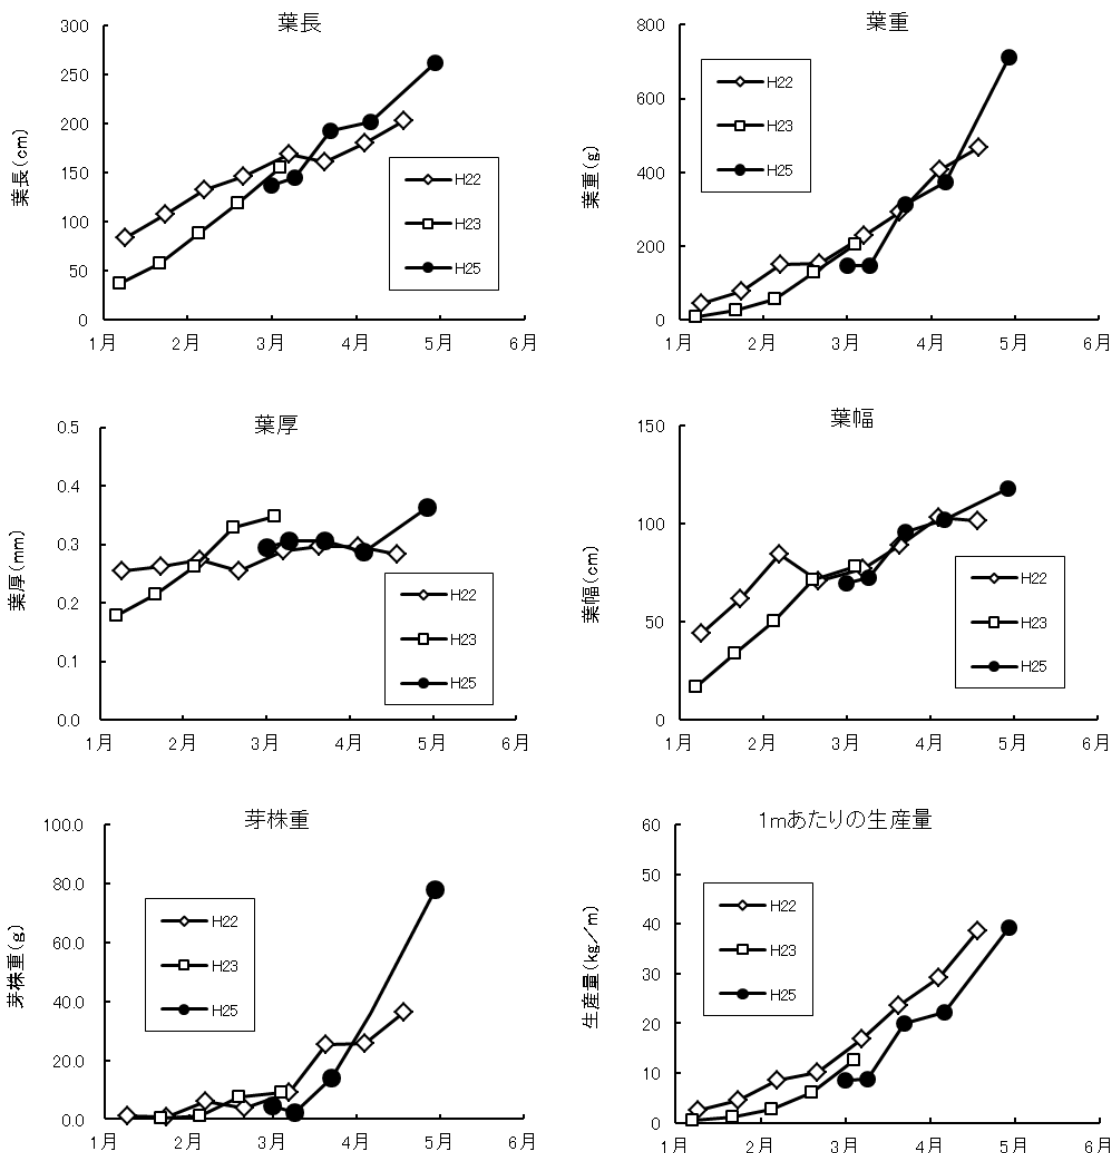 葉長
300
250
200
150
100
50
0
葉長(cm)
H22
H23
H25
1月 2月 3月 4月 5月 6月
葉重
800
600
400
200
0
葉重(g)
H22
H23
H25
1月 2月 3月 4月 5月 6月
葉厚
0.5
0.4
0.3
0.2
0.1
0.0
葉厚(mm)
H22
H23
H25
1月 2月 3月 4月 5月 6月
葉幅
150
100
50
0
葉幅(cm)
H22
H23
H25
1月 2月 3月 4月 5月 6月
芽株重
100.0
80.0
60.0
40.0
20.0
0.0
芽株重(g)
H22
H23
H25
1月 2月 3月 4月 5月 6月
1mあたりの生産量
60
50
40
30
20
10
0
生産量(kg/m)
H22
H23
H25
1月 2月 3月 4月 5月 6月